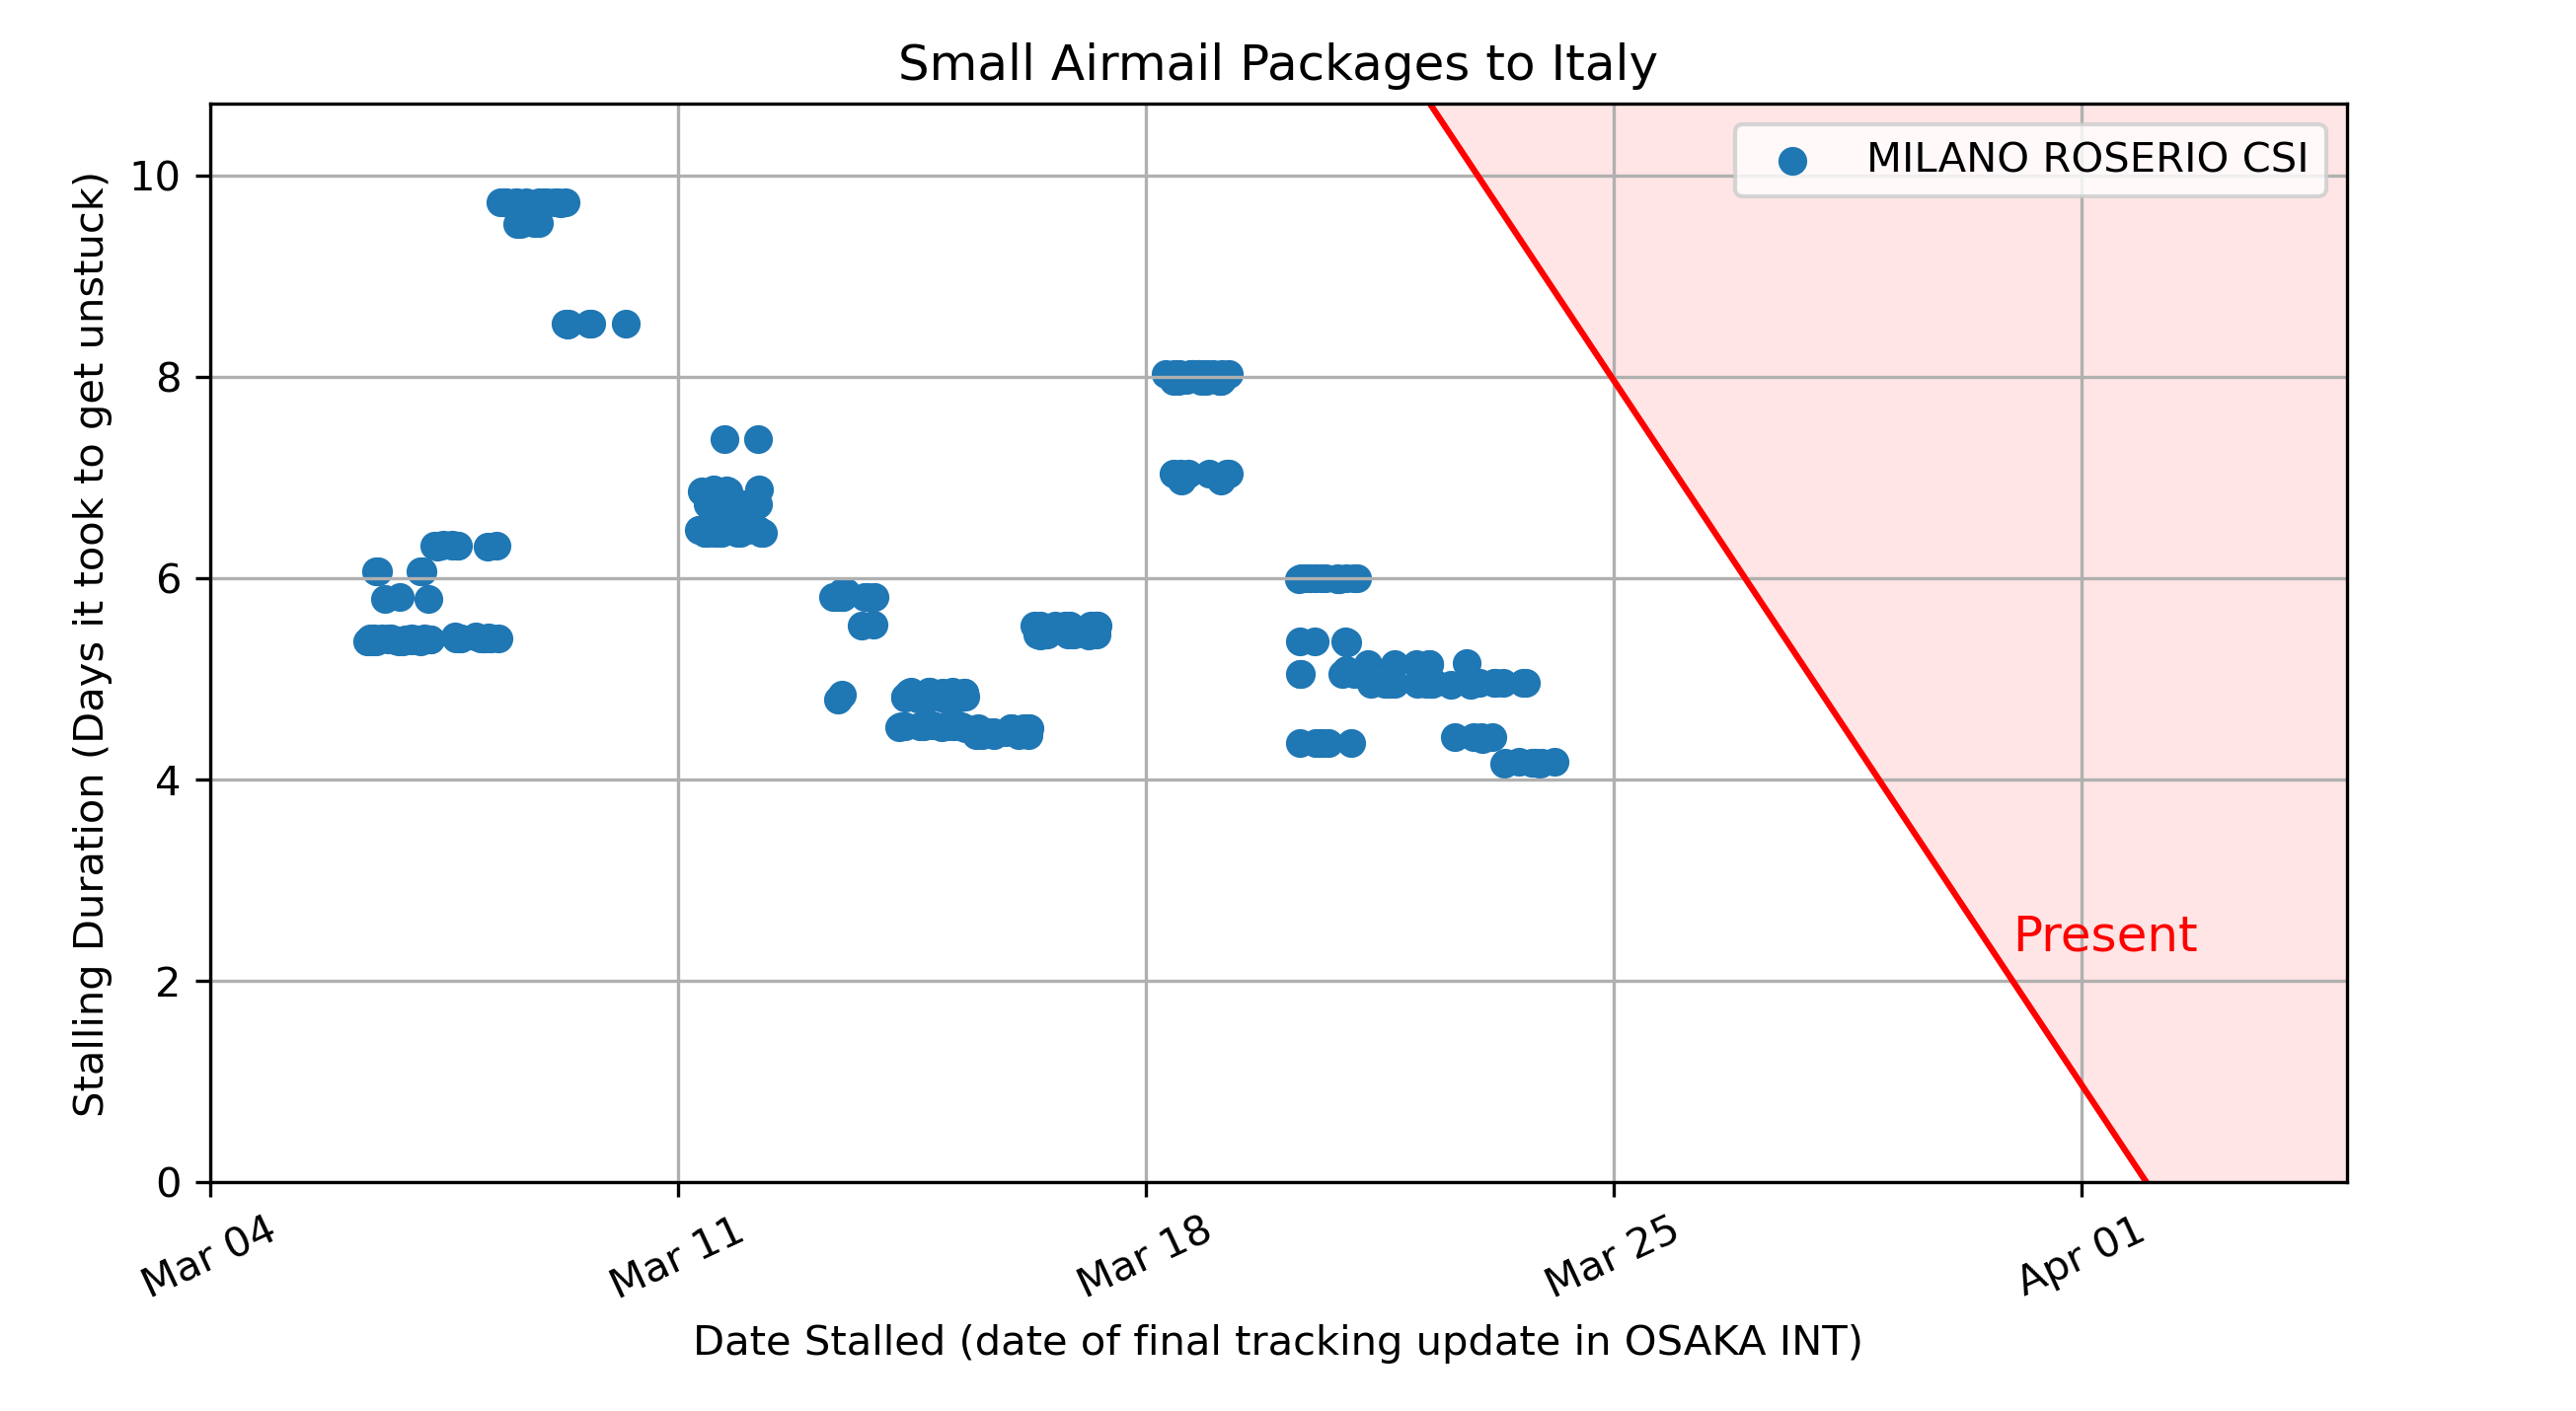 Small Airmail Packages to Italy
MILANO ROSERIO CSI
Stalling Duration (Days it took to get unstuck)
10
8
6
4
2
0
Present
Mar 04
Mar 11
Mar 18
Mar 25
Apr 01
Date Stalled (date of final tracking update in OSAKA INT)